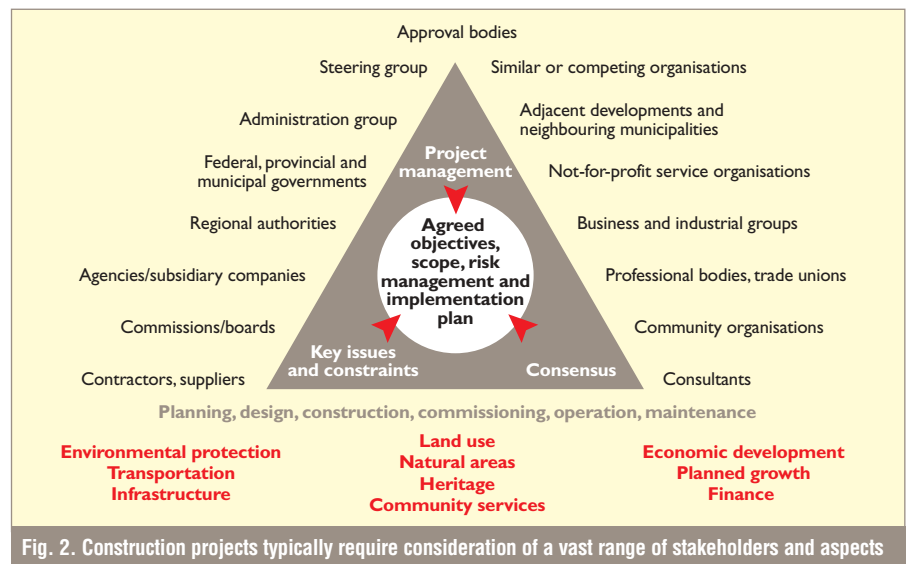 Approval bodies
Steering group
Similar or competing organisations
Administration group
Adjacent developments and
neighbouring municipalities
Federal, provincial and
municipal governments
Project
management
Not-for-profit service organisations
Regional authorities
Agreed
objectives,
scope, risk
management and
implementation
plan
Business and industrial groups
Agencies/subsidiary companies
Professional bodies, trade unions
Commissions/boards
Community organisations
Key issues
and constraints
Consensus
Contractors, suppliers
Consultants
Planning, design, construction, commissioning, operation, maintenance
Environmental protection
Transportation
Infrastructure
Land use
Natural areas
Heritage
Community services
Economic development
Planned growth
Finance
Fig. 2. Construction projects typically require consideration of a vast range of stakeholders and aspects